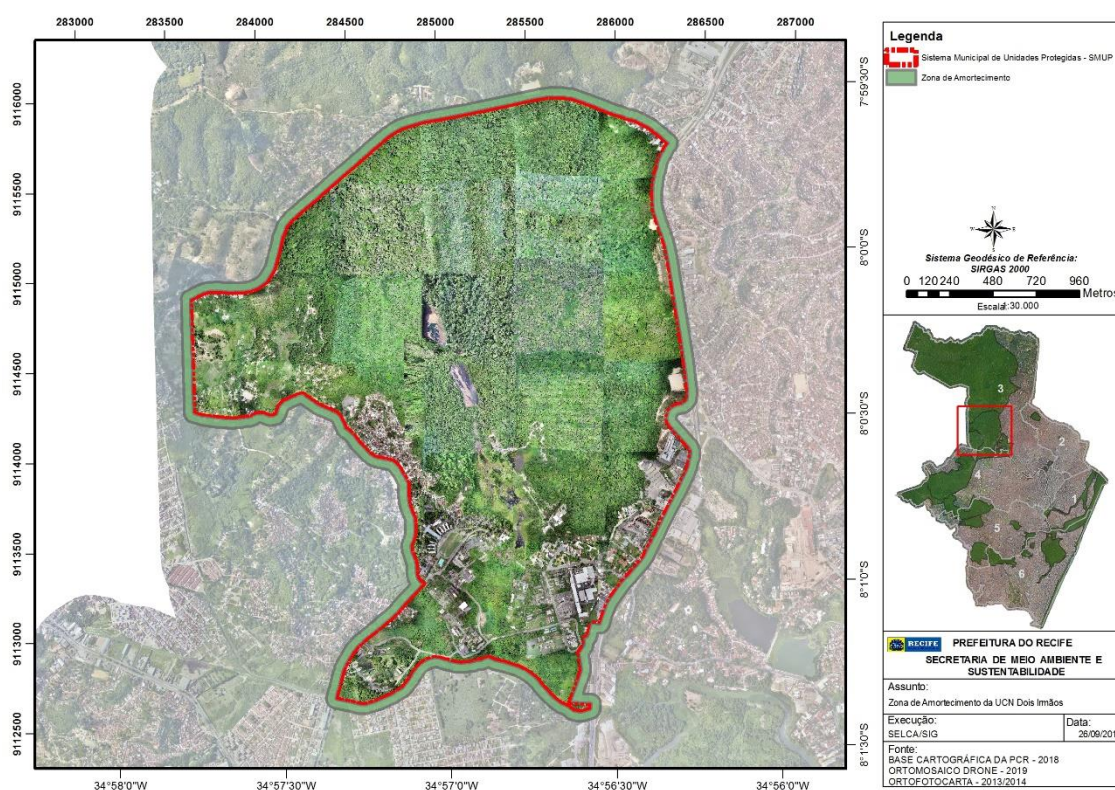 283000 283500 284000 284500 285000 285500 286000 286500 287000
9116000
9115500
9115000
9114500
9114000
9113500
9113000
9112500
7°59'30"S
8°0'0"S
8°0'30"S
8°1'0"S
8°1'30"S
34°58'0"W 34°57'30"W 34°57'0"W 34°56'30"W 34°56'0"W
Legenda
Sistema Municipal de Unidades Protegidas - SMUP
Zona de Amortecimento
Sistema Geodésico de Referência:
SIRGAS 2000
0 120 240 480 720 960
Metros
Escala1:30.000
3
2
4
1
5
6
RECIFE PREFEITURA DO RECIFE
SECRETARIA DE MEIO AMBIENTE E
SUSTENTABILIDADE
Assunto:
Zona de Amortecimento da UCN Dois Irmãos
Execução:
SELCA/SIG
Data:
26/09/201
Fonte:
BASE CARTOGRÁFICA DA PCR - 2018
ORTOMOSAICO DRONE - 2019
ORTOFOTOCARTA - 2013/2014